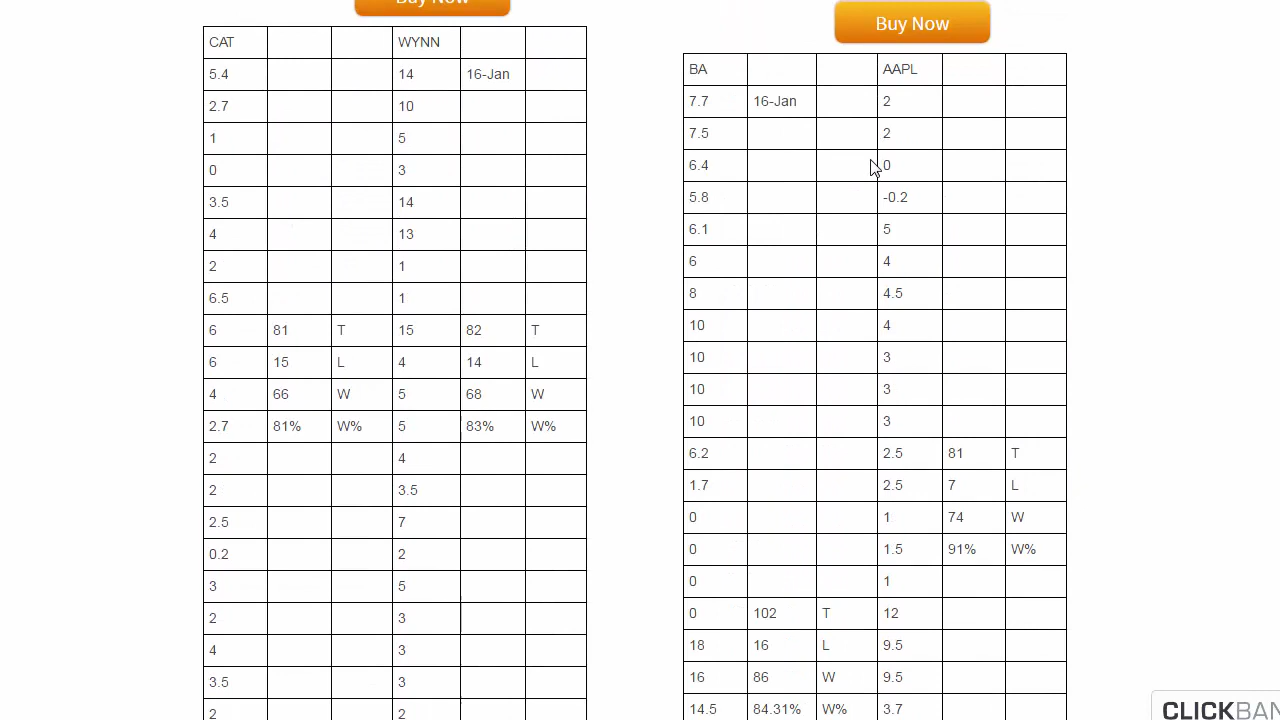 Buy Now
CAT WYNN
5.4 14 16-Jan
2.7 10
1 5
0 3
3.5 14
4 13
2 1
6.5 1
6 81 T 15 82 T
6 15 L 4 14 L
4 66 W 5 68 W
2.7 81% W% 5 83% W%
2 4
2 3.5
2.5 7
0.2 2
3 5
2 3
4 3
3.5 3
2 2
Buy Now
BA AAPL
7.7 16-Jan 2
7.5 2
6.4 0
5.8 -0.2
6.1 5
6 4
8 4.5
10 4
10 3
10 3
10 3
6.2 2.5 81 T
1.7 2.5 7 L
0 1 74 W
0 1.5 91% W%
0 1
0 102 T 12
18 16 L 9.5
16 86 W 9.5
14.5 84.31% W% 3.7
CLICKBAN